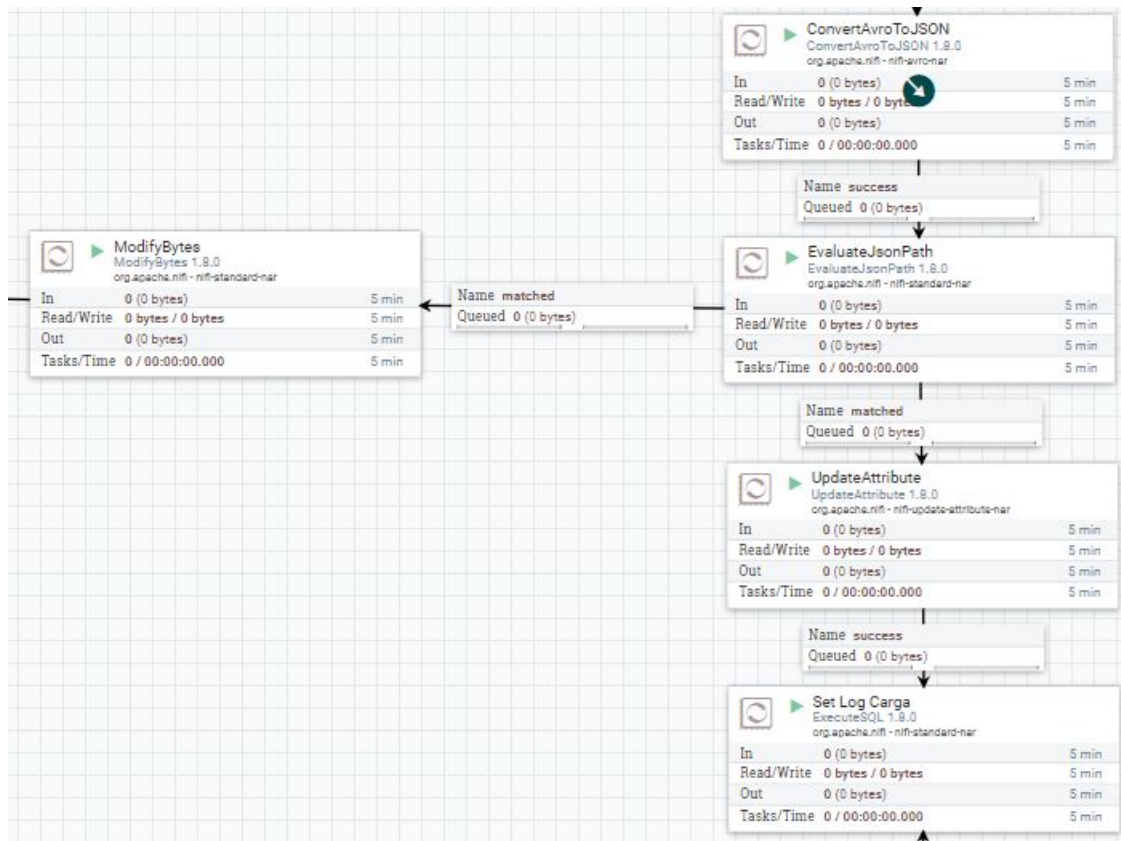 ConvertAvroToJSON
ConvertAvroToJSON 1.8.0
org.apache.nifi - nifi-avro-nar
In 0 (0 bytes) 5 min
Read/Write 0 bytes / 0 bytes 5 min
Out 0 (0 bytes) 5 min
Tasks/Time 0 / 00:00:00.000 5 min
Name success
Queued 0 (0 bytes)
ModifyBytes
ModifyBytes 1.8.0
org.apache.nifi - nifi-standard-nar
In 0 (0 bytes) 5 min
Read/Write 0 bytes / 0 bytes 5 min
Out 0 (0 bytes) 5 min
Tasks/Time 0 / 00:00:00.000 5 min
Name matched
Queued 0 (0 bytes)
EvaluateJsonPath
EvaluateJsonPath 1.8.0
org.apache.nifi - nifi-standard-nar
In 0 (0 bytes) 5 min
Read/Write 0 bytes / 0 bytes 5 min
Out 0 (0 bytes) 5 min
Tasks/Time 0 / 00:00:00.000 5 min
Name matched
Queued 0 (0 bytes)
UpdateAttribute
UpdateAttribute 1.8.0
org.apache.nifi - nifi-update-attribute-nar
In 0 (0 bytes) 5 min
Read/Write 0 bytes / 0 bytes 5 min
Out 0 (0 bytes) 5 min
Tasks/Time 0 / 00:00:00.000 5 min
Name success
Queued 0 (0 bytes)
Set Log Carga
ExecuteSQL 1.8.0
org.apache.nifi - nifi-standard-nar
In 0 (0 bytes) 5 min
Read/Write 0 bytes / 0 bytes 5 min
Out 0 (0 bytes) 5 min
Tasks/Time 0 / 00:00:00.000 5 min